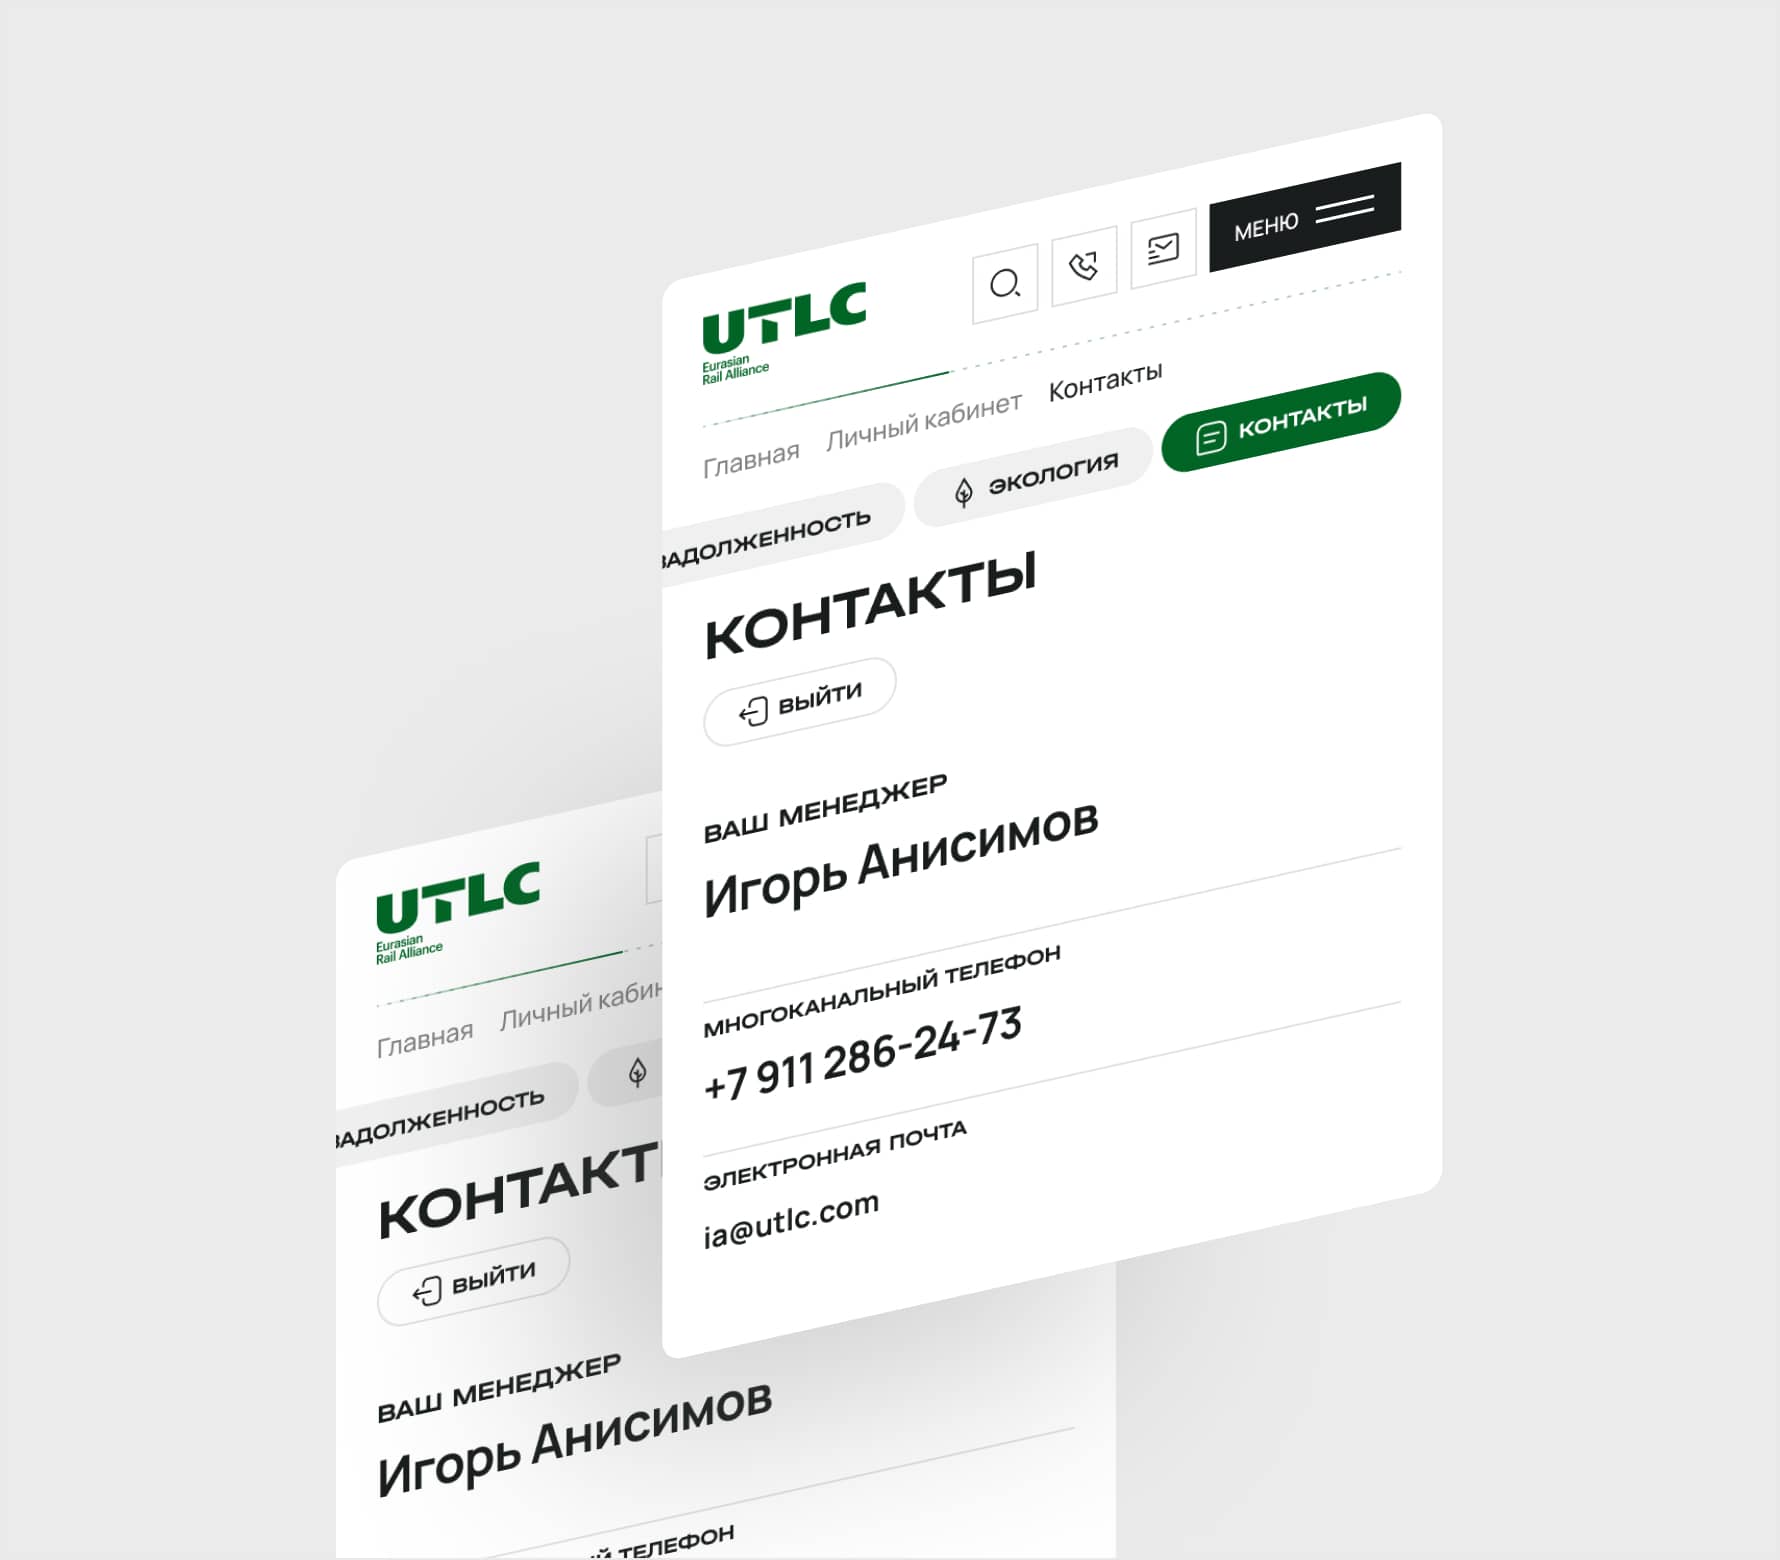 UTLC
Eurasian
Rail Alliance
МЕНЮ
Главная Личный кабинет Контакты
ЗАДОЛЖЕННОСТЬ ЭКОЛОГИЯ КОНТАКТЫ
КОНТАКТЫ
ВЫЙТИ
ВАШ МЕНЕДЖЕР
Игорь Анисимов
МНОГОКАНАЛЬНЫЙ ТЕЛЕФОН
+7 911 286-24-73
ЭЛЕКТРОННАЯ ПОЧТА
ia@utlc.com
UTLC
Eurasian
Rail Alliance
Главная Личный кабин
ЗАДОЛЖЕННОСТЬ
КОНТАКТ
ВЫЙТИ
ВАШ МЕНЕДЖЕР
Игорь Анисимов
ТЕЛЕФОН